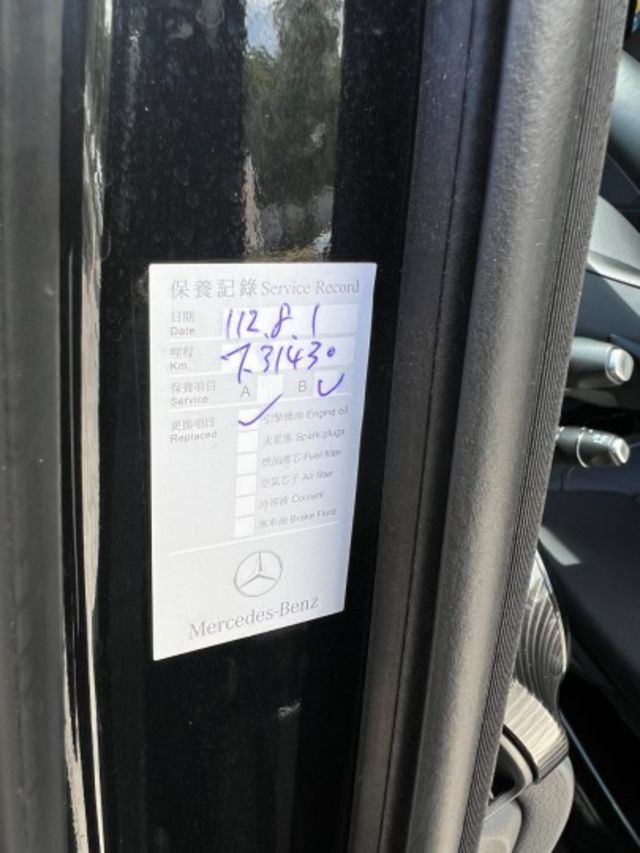 保養記錄 Service Record
日期 112.8.1
Date
里程
Km
保養項目 A B ✓
Service
更換項目 ✓ 引擎機油 Engine oil
Replaced
火星塞 Spark plugs
燃油濾芯 Fuel filter
空氣芯子 Air filter
冷卻液 Coolant
煞車油 Brake Fluid
Mercedes-Benz